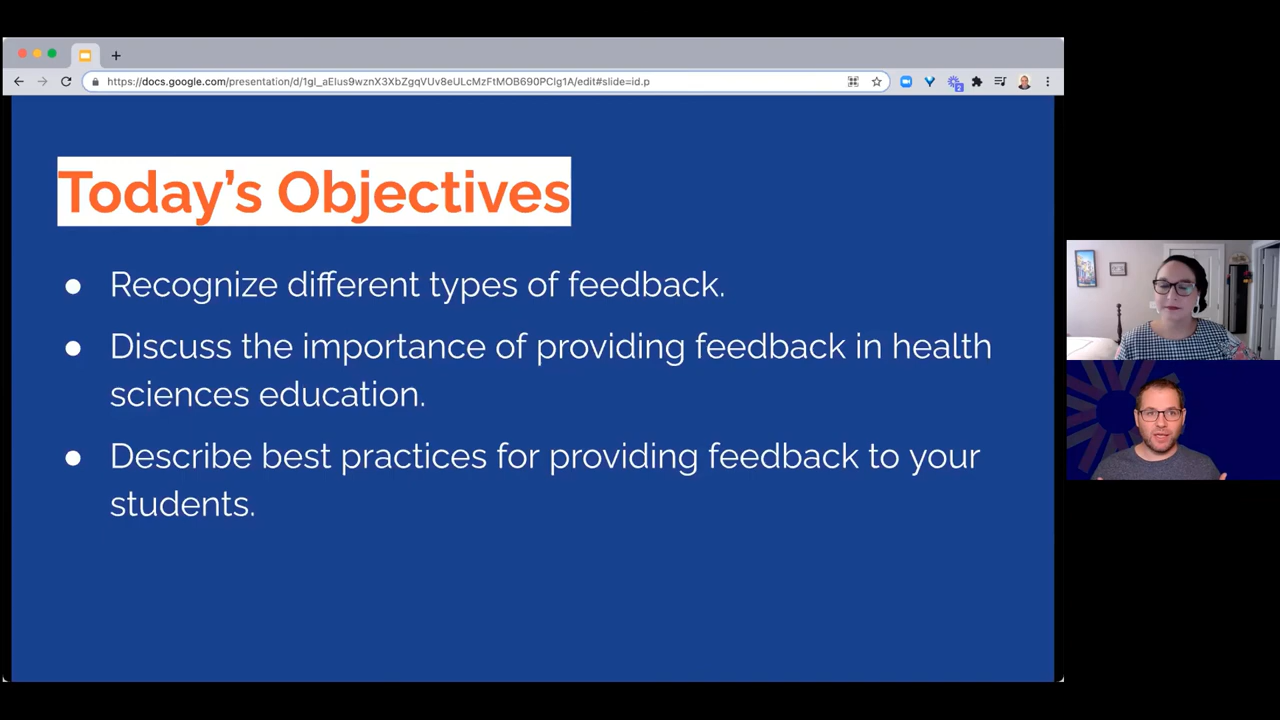 https://docs.google.com/presentation/d/1gl_aElus9wznX3XbZgqVUv8eULcMzFtMOB690PClg1A/edit#slide=id.p
2
Today’s Objectives
● Recognize different types of feedback.
● Discuss the importance of providing feedback in health
sciences education.
● Describe best practices for providing feedback to your
students.